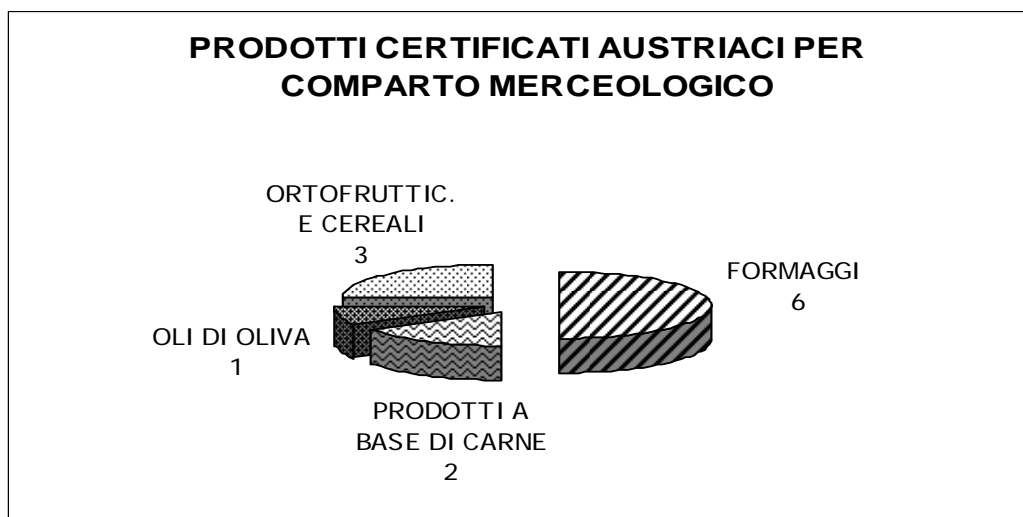 PRODOTTI CERTIFICATI AUSTRIACI PER
COMPARTO MERCEOLOGICO
ORTOFRUTTIC.
E CEREALI
3
FORMAGGI
6
OLI DI OLIVA
1
PRODOTTI A
BASE DI CARNE
2